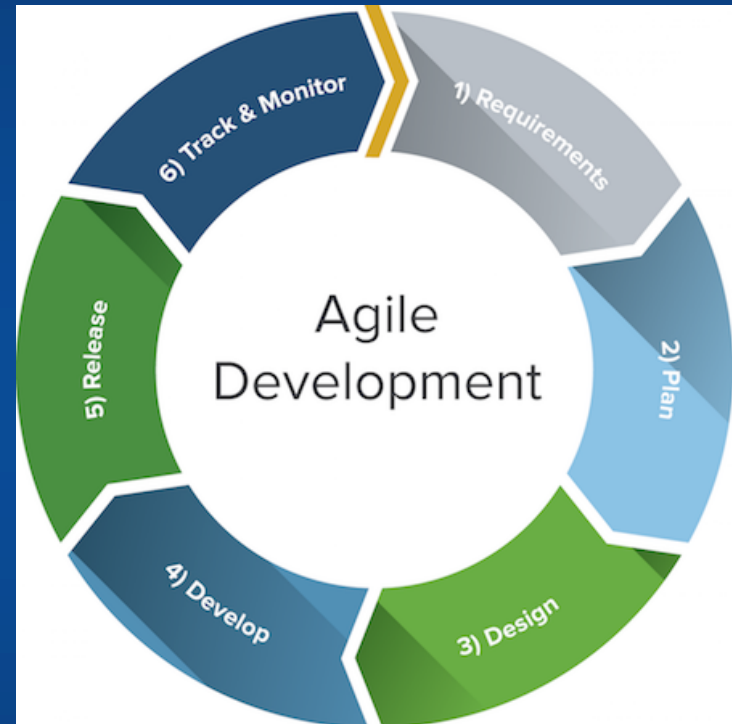 Agile
Development
1) Requirements
2) Plan
3) Design
4) Develop
5) Release
6) Track & Monitor